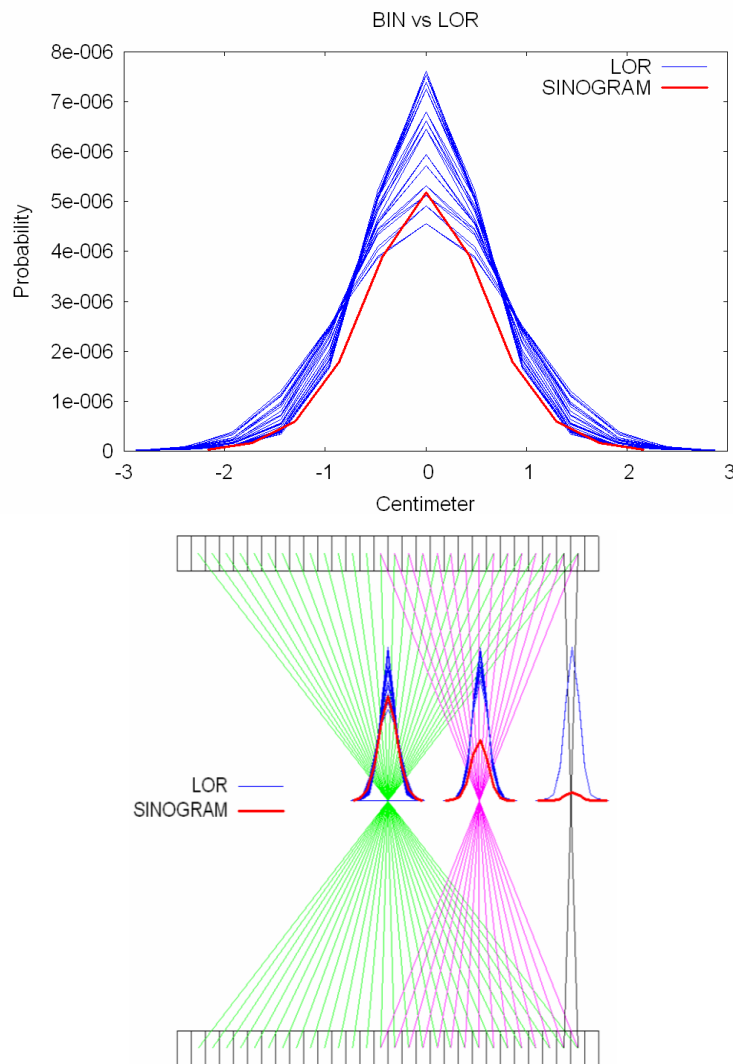 BIN vs LOR
8e-006
7e-006
6e-006
5e-006
4e-006
3e-006
2e-006
1e-006
0
Probability
LOR
SINOGRAM
-3 -2 -1 0 1 2 3
Centimeter
LOR
SINOGRAM